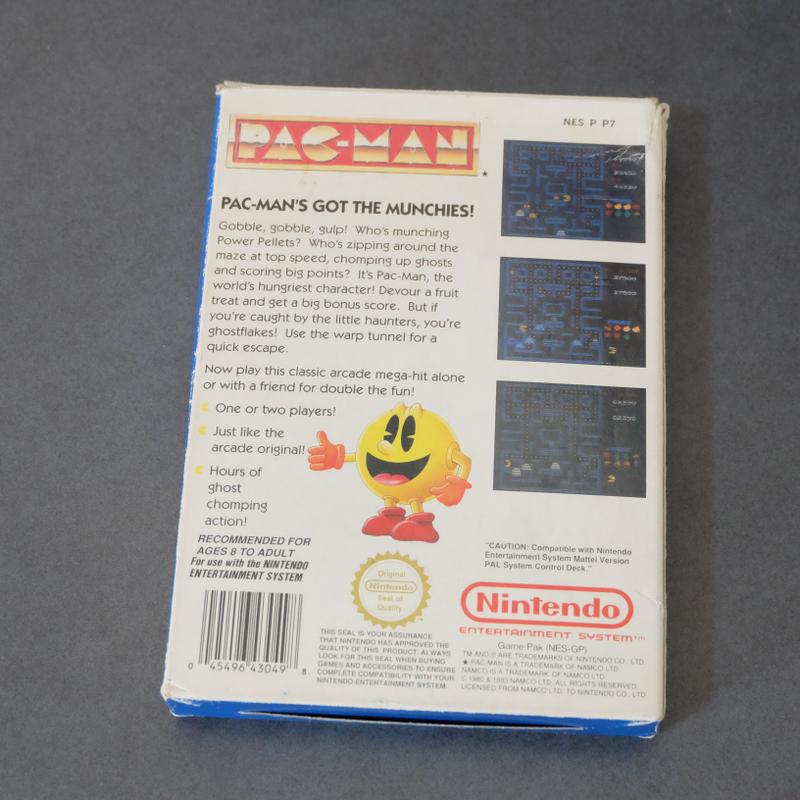 PAC-MAN
★
NES P P7
PAC-MAN'S GOT THE MUNCHIES!
Gobble, gobble, gulp! Who's munching
Power Pellets? Who's zipping around the
maze at top speed, chomping up ghosts
and scoring big points? It's Pac-Man, the
world's hungriest character! Devour a fruit
treat and get a big bonus score. But if
you're caught by the little haunters, you're
ghostflakes! Use the warp tunnel for a
quick escape.
Now play this classic arcade mega-hit alone
or with a friend for double the fun!
One or two players!
Just like the
arcade original!
Hours of
ghost
chomping
action!
RECOMMENDED FOR
AGES 8 TO ADULT
For use with the NINTENDO
ENTERTAINMENT SYSTEM
0 45496 43049 8
Original
Nintendo
Seal of
Quality
THIS SEAL IS YOUR ASSURANCE
THAT NINTENDO HAS APPROVED THE
QUALITY OF THIS PRODUCT. ALWAYS
LOOK FOR THIS SEAL WHEN BUYING
GAMES AND ACCESSORIES TO ENSURE
COMPLETE COMPATIBILITY WITH YOUR
NINTENDO ENTERTAINMENT SYSTEM.
"CAUTION: Compatible with Nintendo
Entertainment System Mattel Version
PAL System Control Deck."
Nintendo
ENTERTAINMENT SYSTEM™
Game Pak (NES-GP)
TM AND ® ARE TRADEMARKS OF NINTENDO CO., LTD.
★ PAC-MAN IS A TRADEMARK OF NAMCO LTD.
NAMCO IS A TRADEMARK OF NAMCO LTD.
© 1980 & 1993 NAMCO LTD. ALL RIGHTS RESERVED.
LICENSED FROM NAMCO LTD. TO NINTENDO CO., LTD